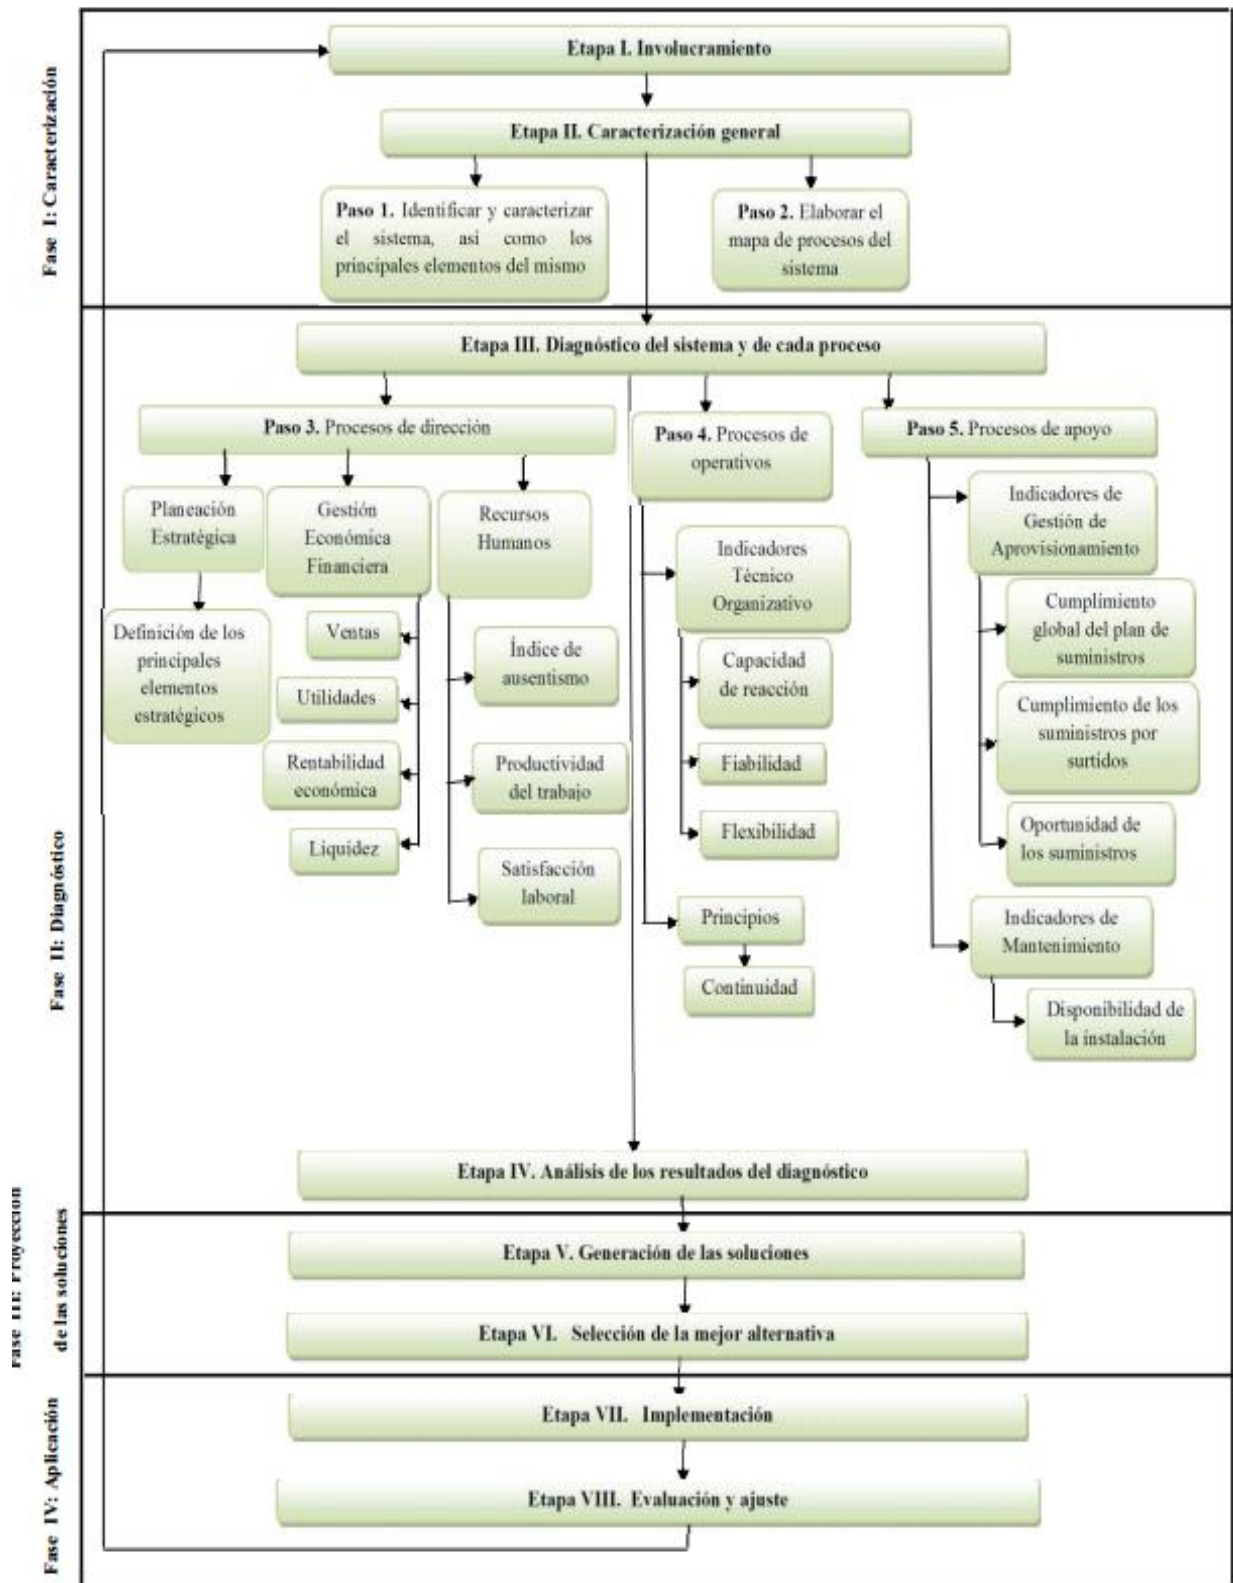 Fase I: Caracterización
Etapa I. Involucramiento
Etapa II. Caracterización general
Paso 1. Identificar y caracterizar
el sistema, así como los
principales elementos del mismo
Paso 2. Elaborar el
mapa de procesos del
sistema
Fase II: Diagnóstico
Etapa III. Diagnóstico del sistema y de cada proceso
Paso 3. Procesos de dirección
Planeación
Estratégica
Definición de los
principales
elementos
estratégicos
Gestión
Económica
Financiera
Ventas
Utilidades
Rentabilidad
económica
Liquidez
Recursos
Humanos
Índice de
ausentismo
Productividad
del trabajo
Satisfacción
laboral
Paso 4. Procesos de
operativos
Indicadores
Técnico
Organizativo
Capacidad
de reacción
Fiabilidad
Flexibilidad
Principios
Continuidad
Paso 5. Procesos de apoyo
Indicadores de
Gestión de
Aprovisionamiento
Cumplimiento
global del plan de
suministros
Cumplimiento de los
suministros por
surtidos
Oportunidad de
los suministros
Indicadores de
Mantenimiento
Disponibilidad de
la instalación
Etapa IV. Análisis de los resultados del diagnóstico
Fase III: Proyección
de las soluciones
Etapa V. Generación de las soluciones
Etapa VI. Selección de la mejor alternativa
Fase IV: Aplicación
Etapa VII. Implementación
Etapa VIII. Evaluación y ajuste